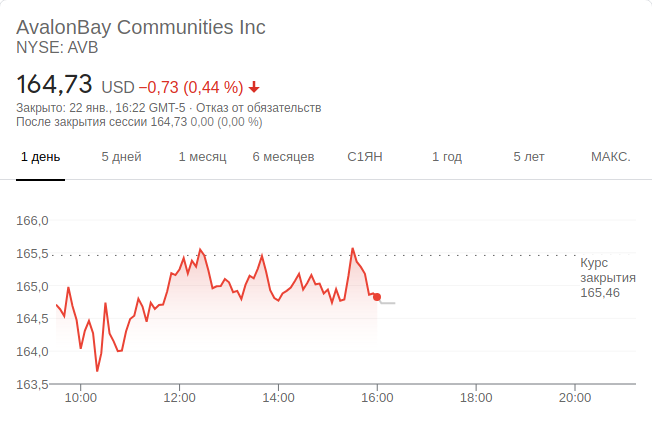 AvalonBay Communities Inc
NYSE: AVB
164,73 USD −0,73 (0,44 %)
Закрыто: 22 янв., 16:22 GMT-5 · Отказ от обязательств
После закрытия сессии 164,73 0,00 (0,00 %)
1 день 5 дней 1 месяц 6 месяцев С1ЯН 1 год 5 лет МАКС.
166,0
165,5
165,0
164,5
164,0
163,5
Курс
закрытия
165,46
10:00 12:00 14:00 16:00 18:00 20:00